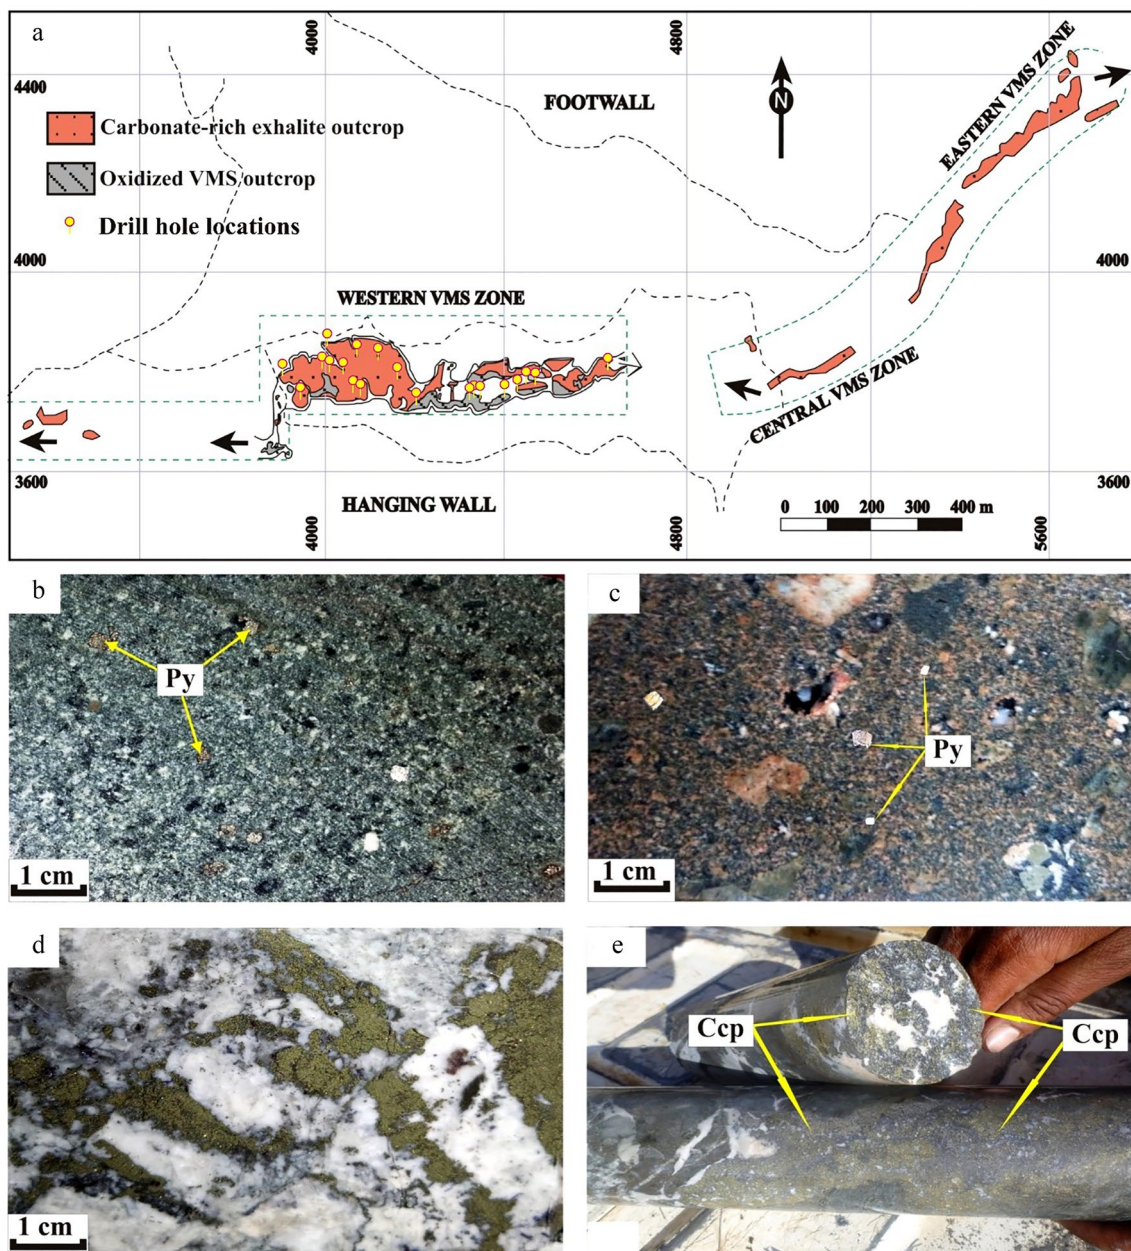 a
4000
4800
EASTERN VMS ZONE
4400
FOOTWALL
N
Carbonate-rich exhalite outcrop
Oxidized VMS outcrop
Drill hole locations
4000
4000
WESTERN VMS ZONE
CENTRAL VMS ZONE
3600
3600
HANGING WALL
0 100 200 300 400 m
4000
4800
5600
b
Py
1 cm
c
Py
1 cm
d
1 cm
e
Ccp
Ccp